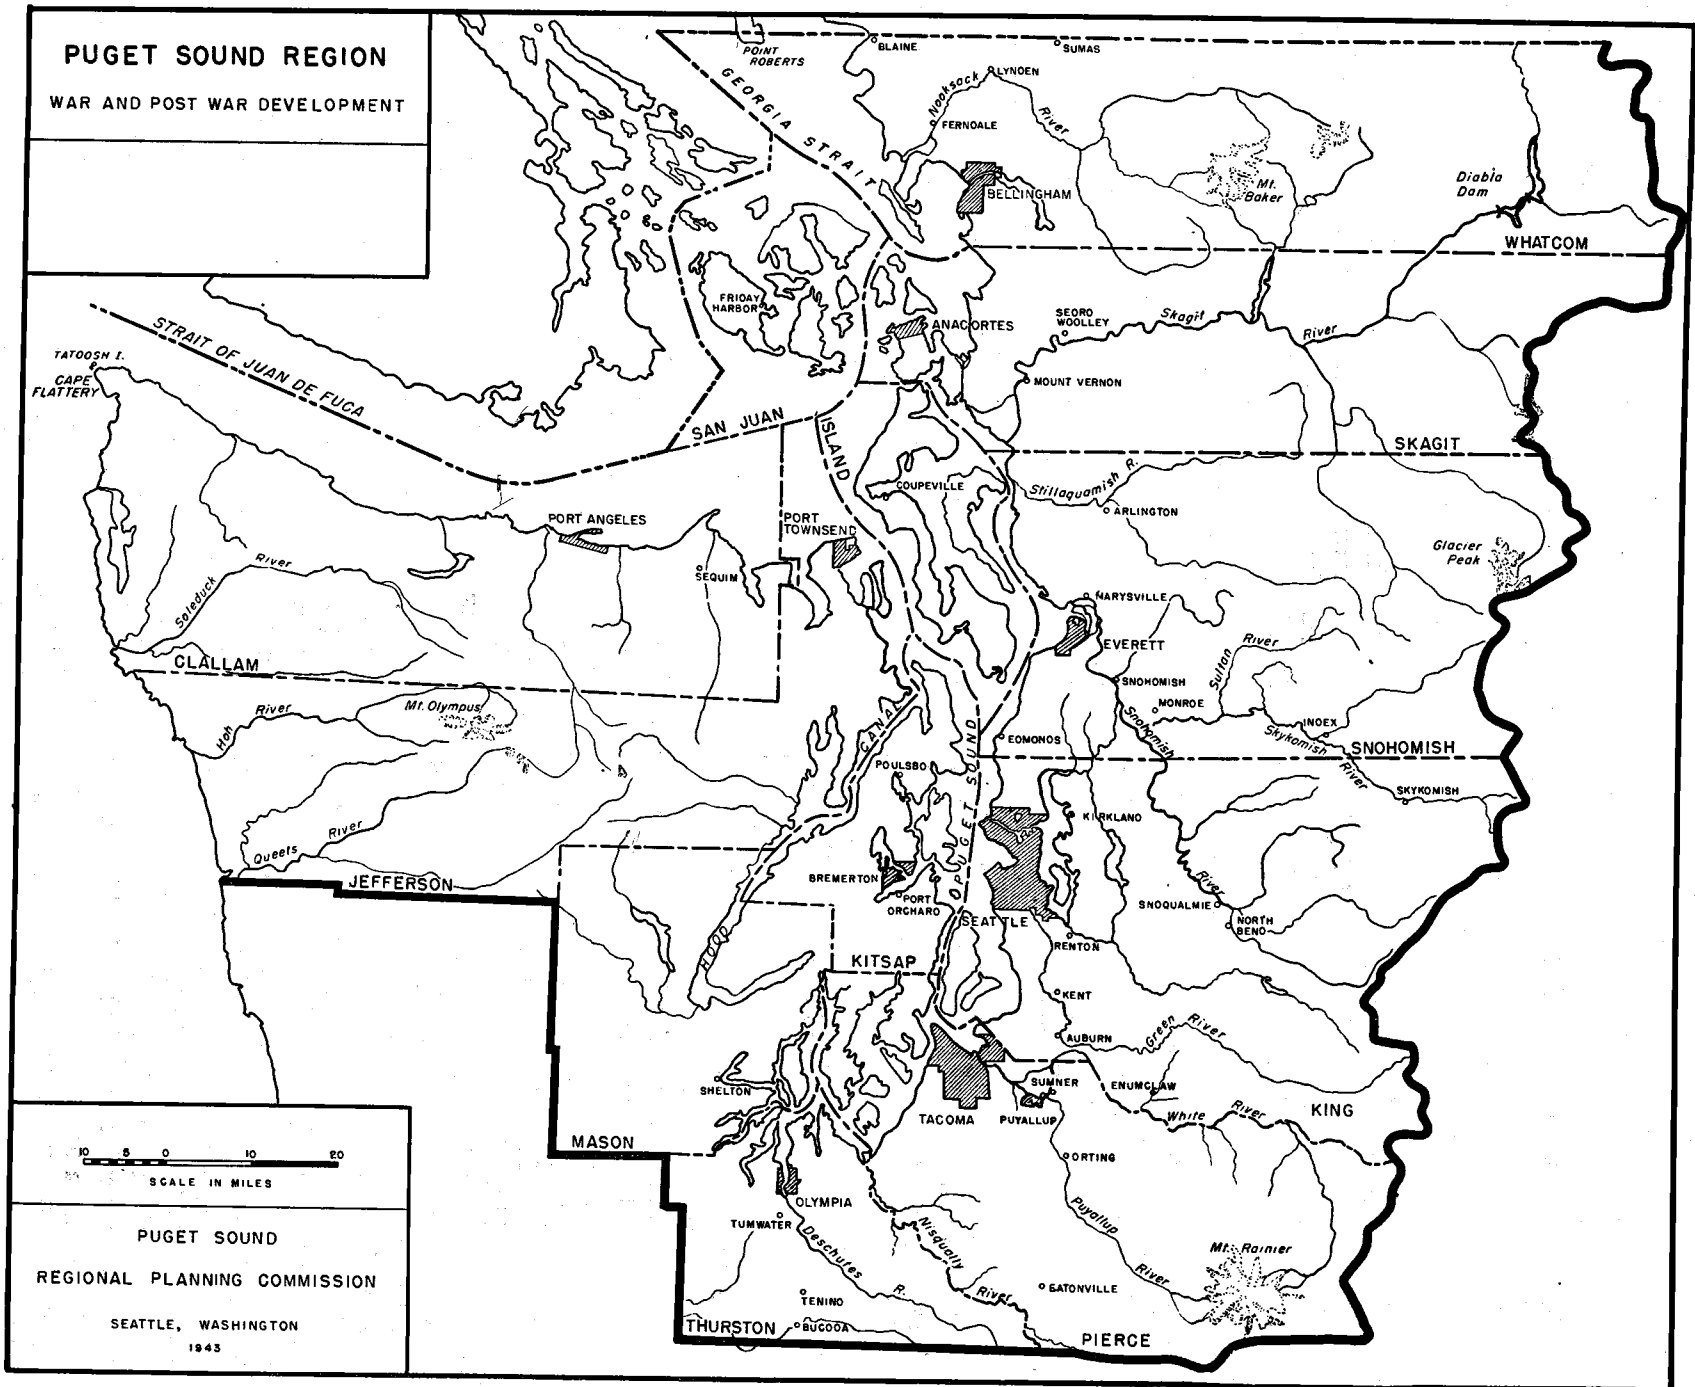 PUGET SOUND REGION
WAR AND POST WAR DEVELOPMENT
POINT
ROBERTS
BLAINE
SUMAS
LYNDEN
Nooksack
River
FERNDALE
GEORGIA STRAIT
BELLINGHAM
Mt.
Baker
Diablo
Dam
WHATCOM
FRIDAY
HARBOR
ANACORTES
SEDRO
WOOLLEY
Skagit
River
MOUNT VERNON
STRAIT OF JUAN DE FUCA
TATOOSH I.
CAPE
FLATTERY
SAN JUAN
ISLAND
SKAGIT
COUPEVILLE
Stillaquamish R.
ARLINGTON
PORT ANGELES
PORT
TOWNSEND
SEQUIM
Glacier
Peak
Soleduck
River
MARYSVILLE
EVERETT
CLALLAM
SNOHOMISH
Sultan
River
MONROE
Hoh
River
Mt. Olympus
CANAL
Snohomish
INDEX
Skykomish
River
SNOHOMISH
EDMONDS
POULSBO
PUGET SOUND
SKYKOMISH
KIRKLAND
Queets
River
JEFFERSON
BREMERTON
PORT
ORCHARD
SEATTLE
River
SNOQUALMIE
NORTH
BEND
RENTON
HOOD
KITSAP
KENT
AUBURN
Green
River
SHELTON
SUMNER
ENUMCLAW
TACOMA
PUYALLUP
White
River
KING
MASON
ORTING
10 5 0 10 20
SCALE IN MILES
OLYMPIA
TUMWATER
Deschutes
R.
Nisqually
River
Puyallup
River
Mt. Rainier
EATONVILLE
TENINO
BUCODA
THURSTON
PIERCE
PUGET SOUND
REGIONAL PLANNING COMMISSION
SEATTLE, WASHINGTON
1943